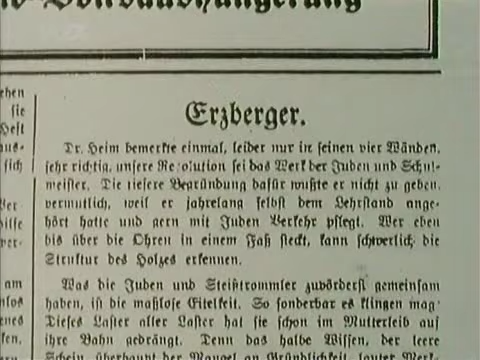 Erzberger.
Dr. Heim bemerkte einmal, leider nur in seinen vier Wänden,
sehr richtig, unsere Revolution sei das Werk der Juden und Schul-
meister. Die tiefere Begründung dafür wußte er nicht zu geben,
vermutlich, weil er jahrelang selbst dem Lehrstand ange-
hört hatte und gern mit Juden Verkehr pflegt. Wer eben
bis über die Ohren in einem Faß steckt, kann schwerlich die
Struktur des Holzes erkennen.
Was die Juden und Steißtrommler zuvörderst gemeinsam
haben, ist die maßlose Eitelkeit. So sonderbar es klingen mag:
Dieses Laster aller Laster hat sie schon im Mutterleib auf
ihre Bahn gedrängt. Denn das halbe Wissen, der leere
Schein, überhaupt der Mangel an Gründlichkeit, lauter